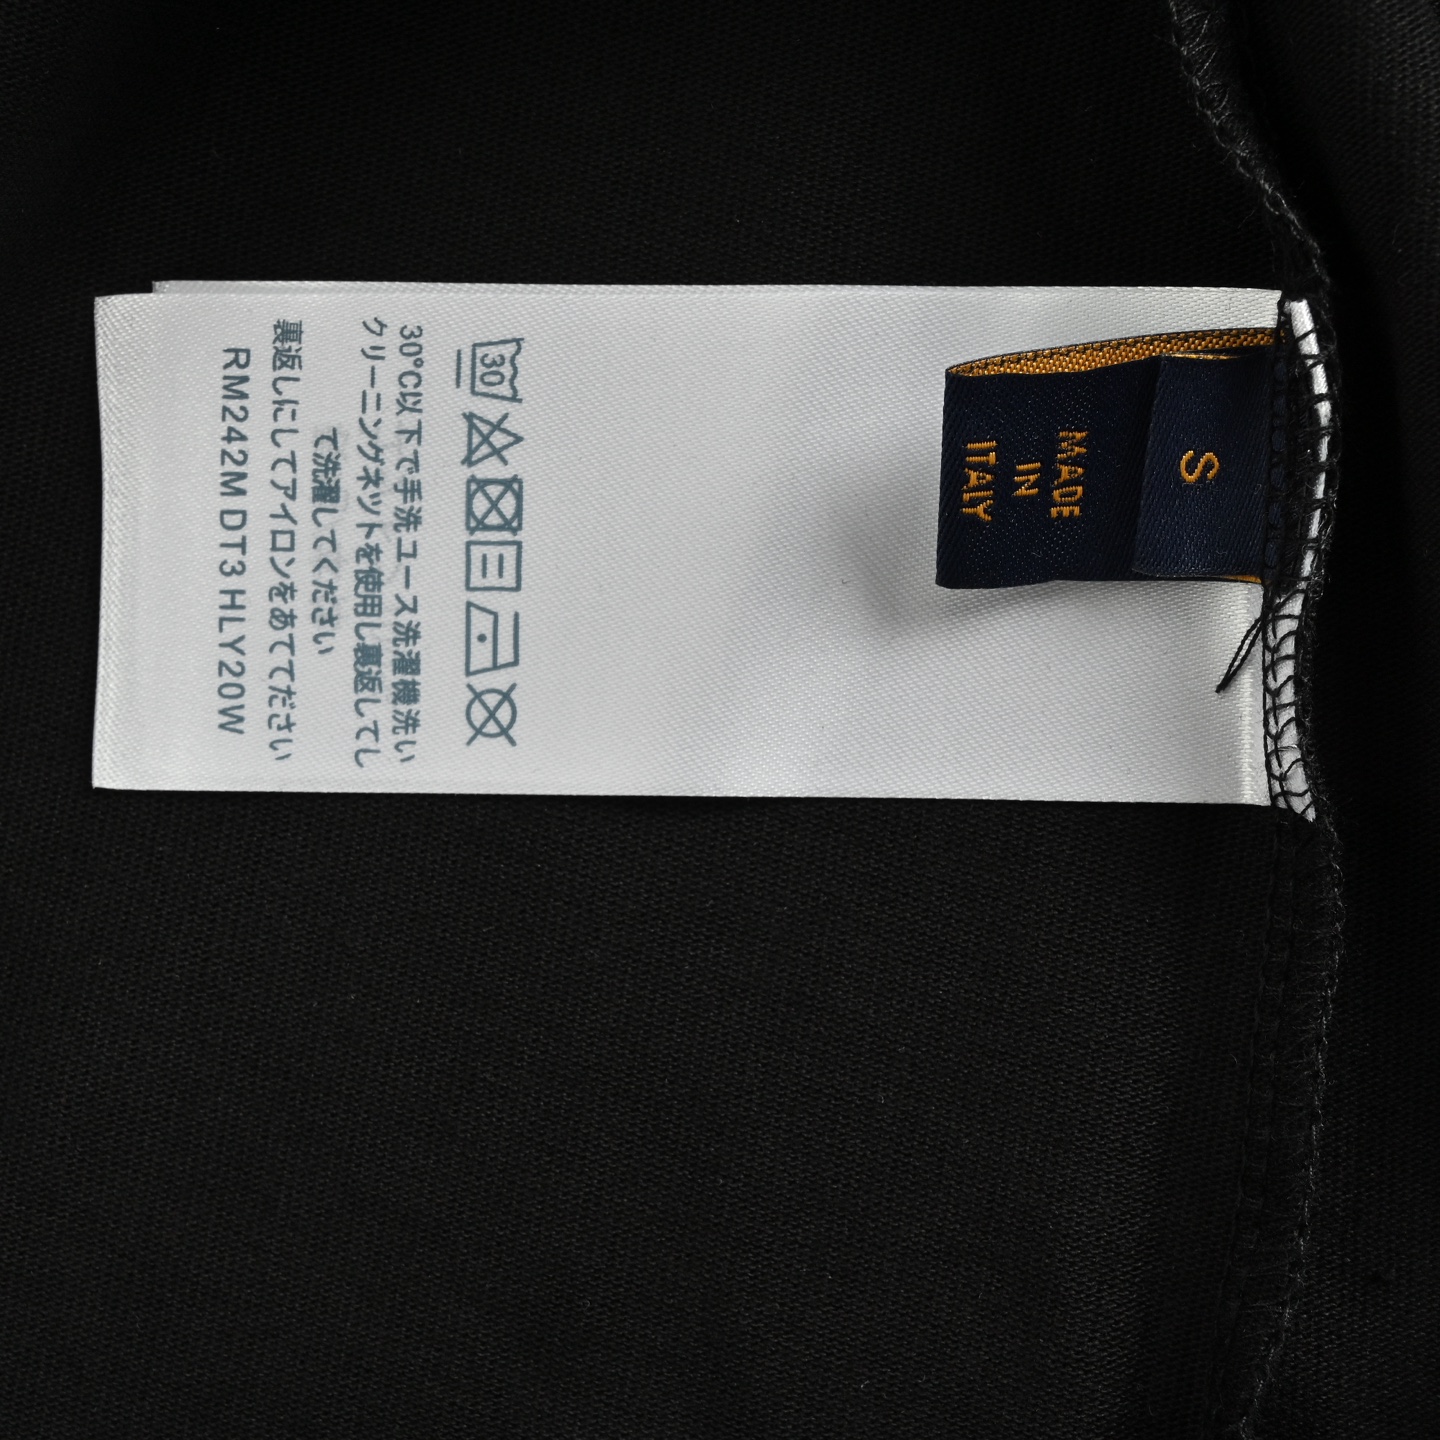 S
MADE
IN
ITALY
30
30°C以下で手洗ユース洗濯機洗い
クリーニングネットを使用し裏返してし
て洗濯してください
裏返しにしてアイロンをあててださい
RM242M DT3 HLY20W